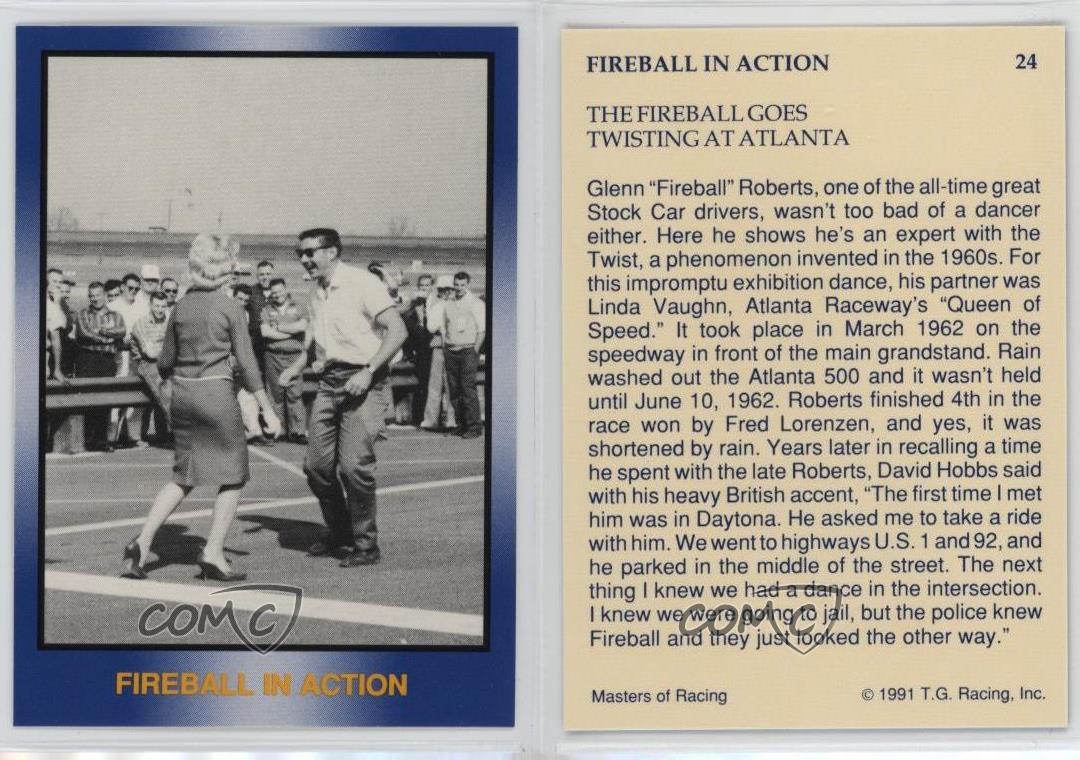 FIREBALL IN ACTION
COMC
FIREBALL IN ACTION 24
THE FIREBALL GOES
TWISTING AT ATLANTA
Glenn “Fireball” Roberts, one of the all-time great
Stock Car drivers, wasn't too bad of a dancer
either. Here he shows he's an expert with the
Twist, a phenomenon invented in the 1960s. For
this impromptu exhibition dance, his partner was
Linda Vaughn, Atlanta Raceway's “Queen of
Speed.” It took place in March 1962 on the
speedway in front of the main grandstand. Rain
washed out the Atlanta 500 and it wasn't held
until June 10, 1962. Roberts finished 4th in the
race won by Fred Lorenzen, and yes, it was
shortened by rain. Years later in recalling a time
he spent with the late Roberts, David Hobbs said
with his heavy British accent, “The first time I met
him was in Daytona. He asked me to take a ride
with him. We went to highways U.S. 1 and 92, and
he parked in the middle of the street. The next
thing I knew we had a dance in the intersection.
I knew we were going to jail, but the police knew
Fireball and they just looked the other way.”
COMC
Masters of Racing © 1991 T.G. Racing, Inc.